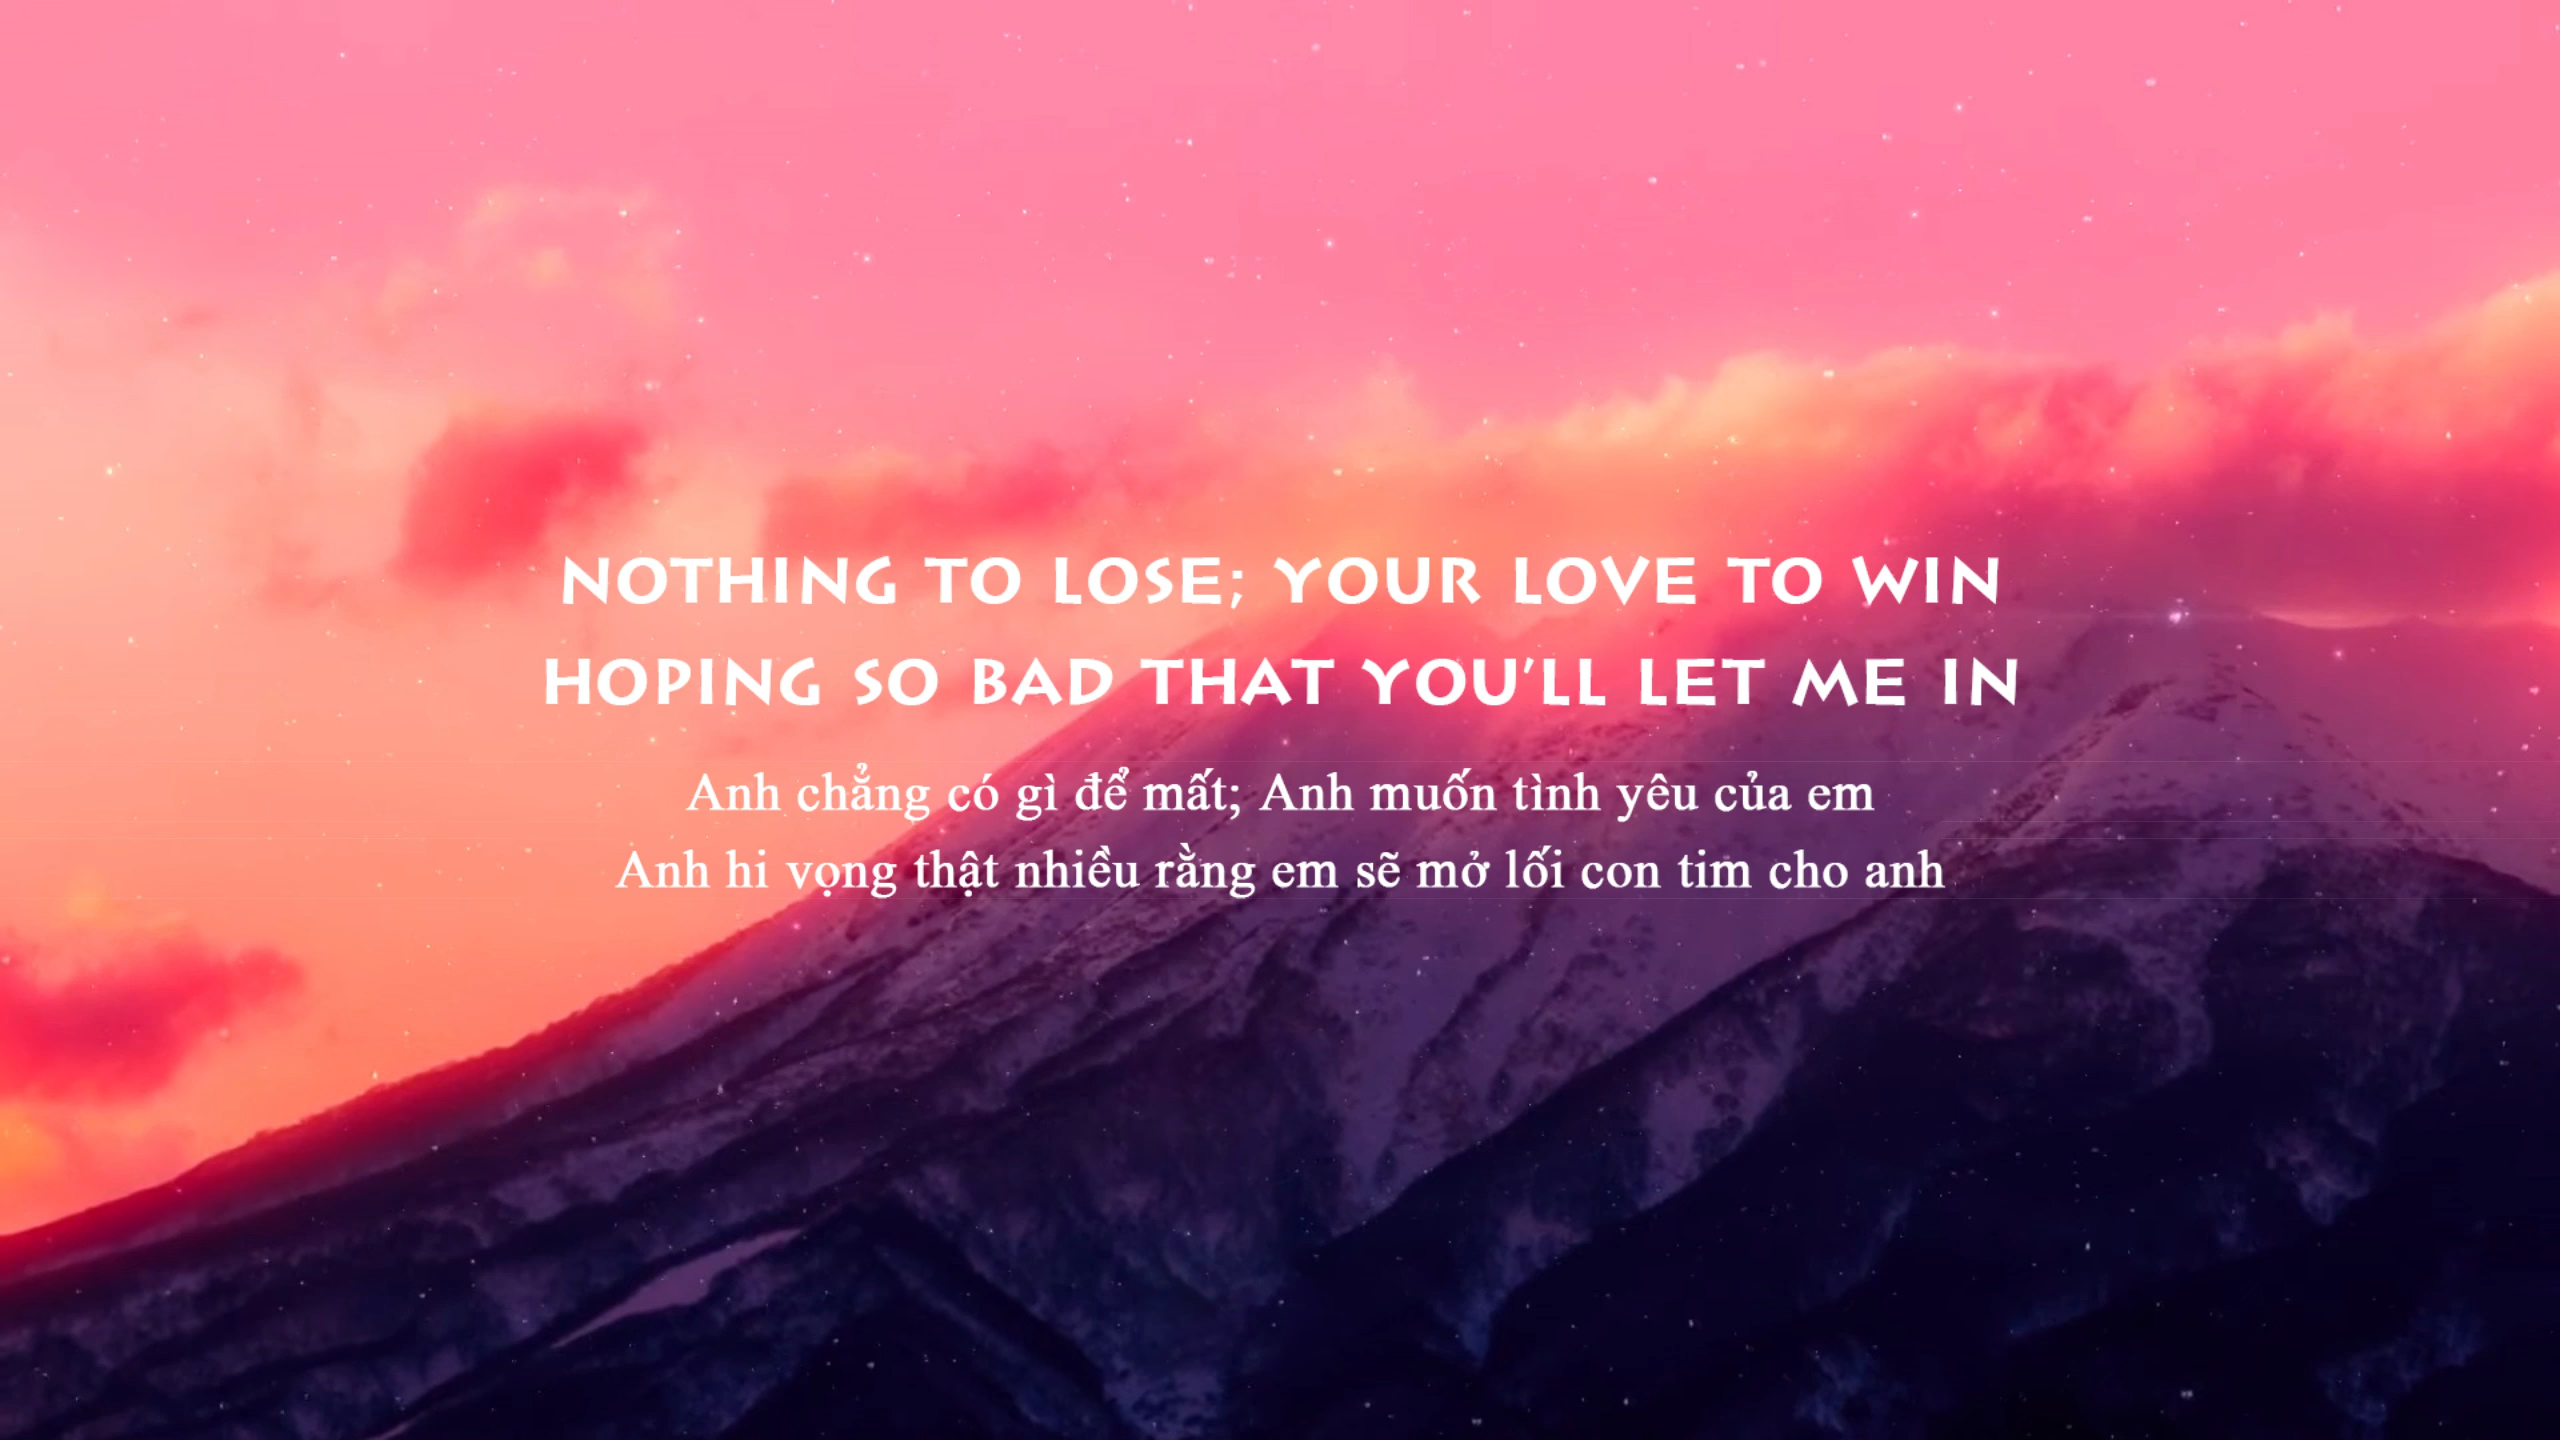 NOTHING TO LOSE; YOUR LOVE TO WIN
HOPING SO BAD THAT YOU'LL LET ME IN
Anh chẳng có gì để mất; Anh muốn tình yêu của em
Anh hi vọng thật nhiều rằng em sẽ mở lối con tim cho anh